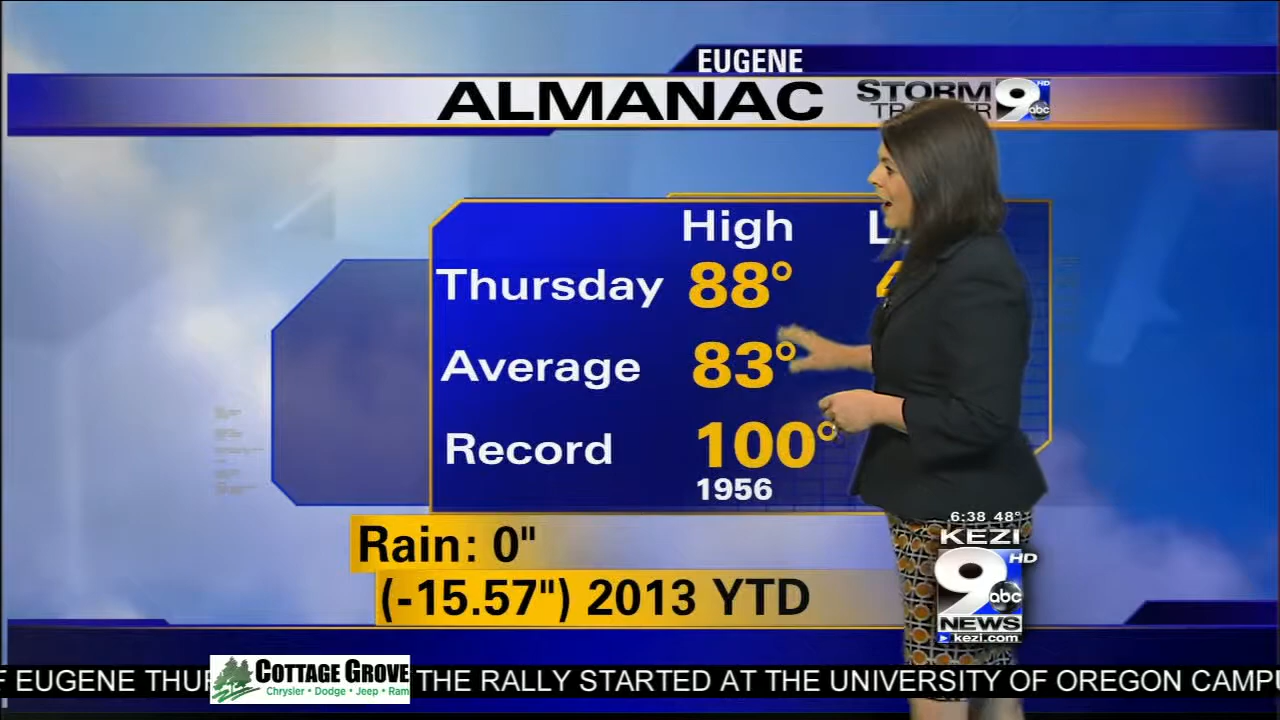 EUGENE
ALMANAC
STORM
9 HD
abc
High
Thursday 88°
Average 83°
Record 100°
1956
Rain: 0"
(-15.57") 2013 YTD
6:38 48°
KEZI
9 HD
abc
NEWS
kezi.com
EUGENE
COTTAGE GROVE
Chrysler • Dodge • Jeep • Ram
THE RALLY STARTED AT THE UNIVERSITY OF OREGON